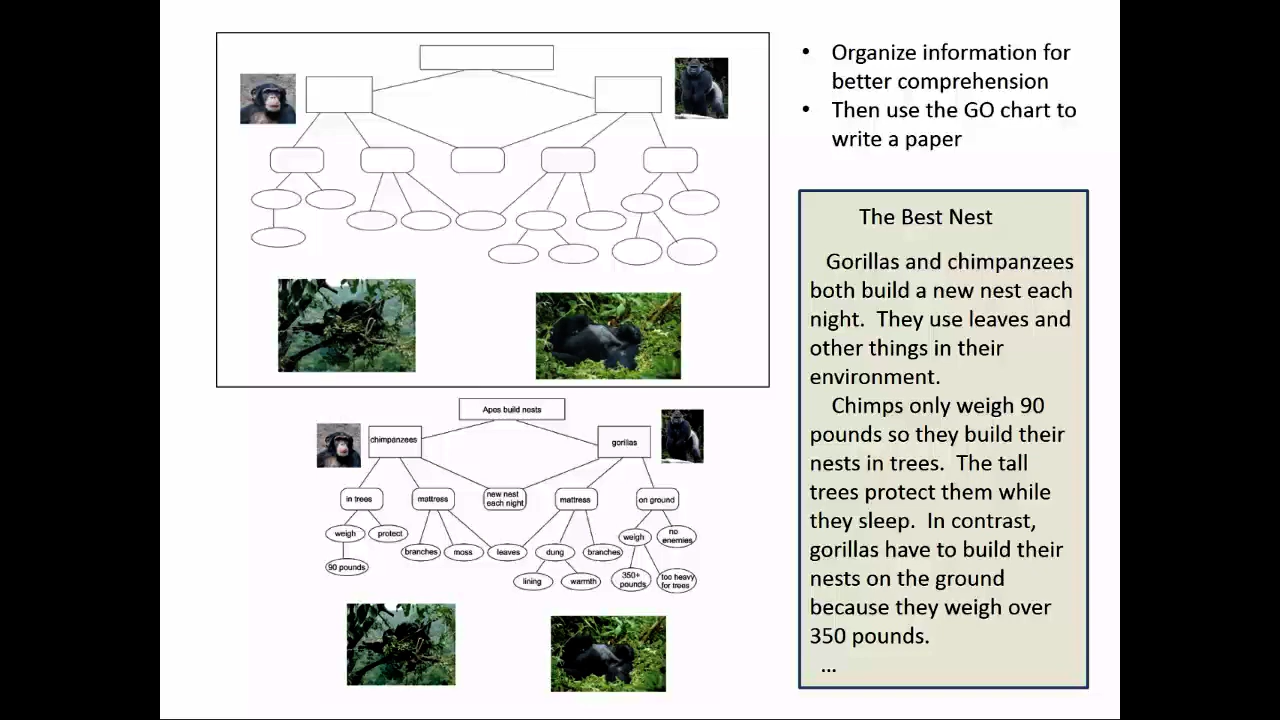 • Organize information for
better comprehension
• Then use the GO chart to
write a paper
The Best Nest
Gorillas and chimpanzees
both build a new nest each
night.  They use leaves and
other things in their
environment.
Chimps only weigh 90
pounds so they build their
nests in trees.  The tall
trees protect them while
they sleep.  In contrast,
gorillas have to build their
nests on the ground
because they weigh over
350 pounds.
...
Apes build nests
chimpanzees
gorillas
in trees
mattress
new nest
each night
mattress
on ground
weigh
protect
branches
moss
leaves
dung
branches
weigh
no
enemies
90 pounds
lining
warmth
350+
pounds
too heavy
for trees